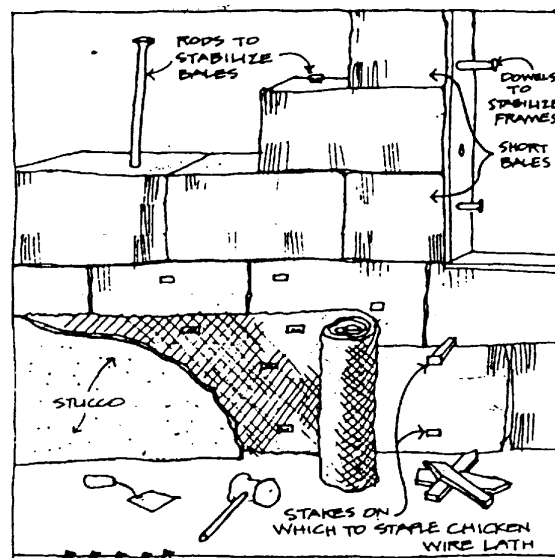 RODS TO
STABILIZE
BALES
DOWELS
TO
STABILIZE
FRAMES
SHORT
BALES
STUCCO
STAKES ON
WHICH TO STAPLE CHICKEN
WIRE LATH